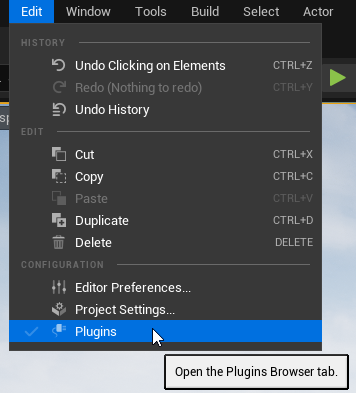 Edit Window Tools Build Select Actor
HISTORY
Undo Clicking on Elements CTRL+Z
Redo (Nothing to redo) CTRL+Y
Undo History
EDIT
Cut CTRL+X
Copy CTRL+C
Paste CTRL+V
Duplicate CTRL+D
Delete DELETE
CONFIGURATION
Editor Preferences...
Project Settings...
Plugins
Open the Plugins Browser tab.